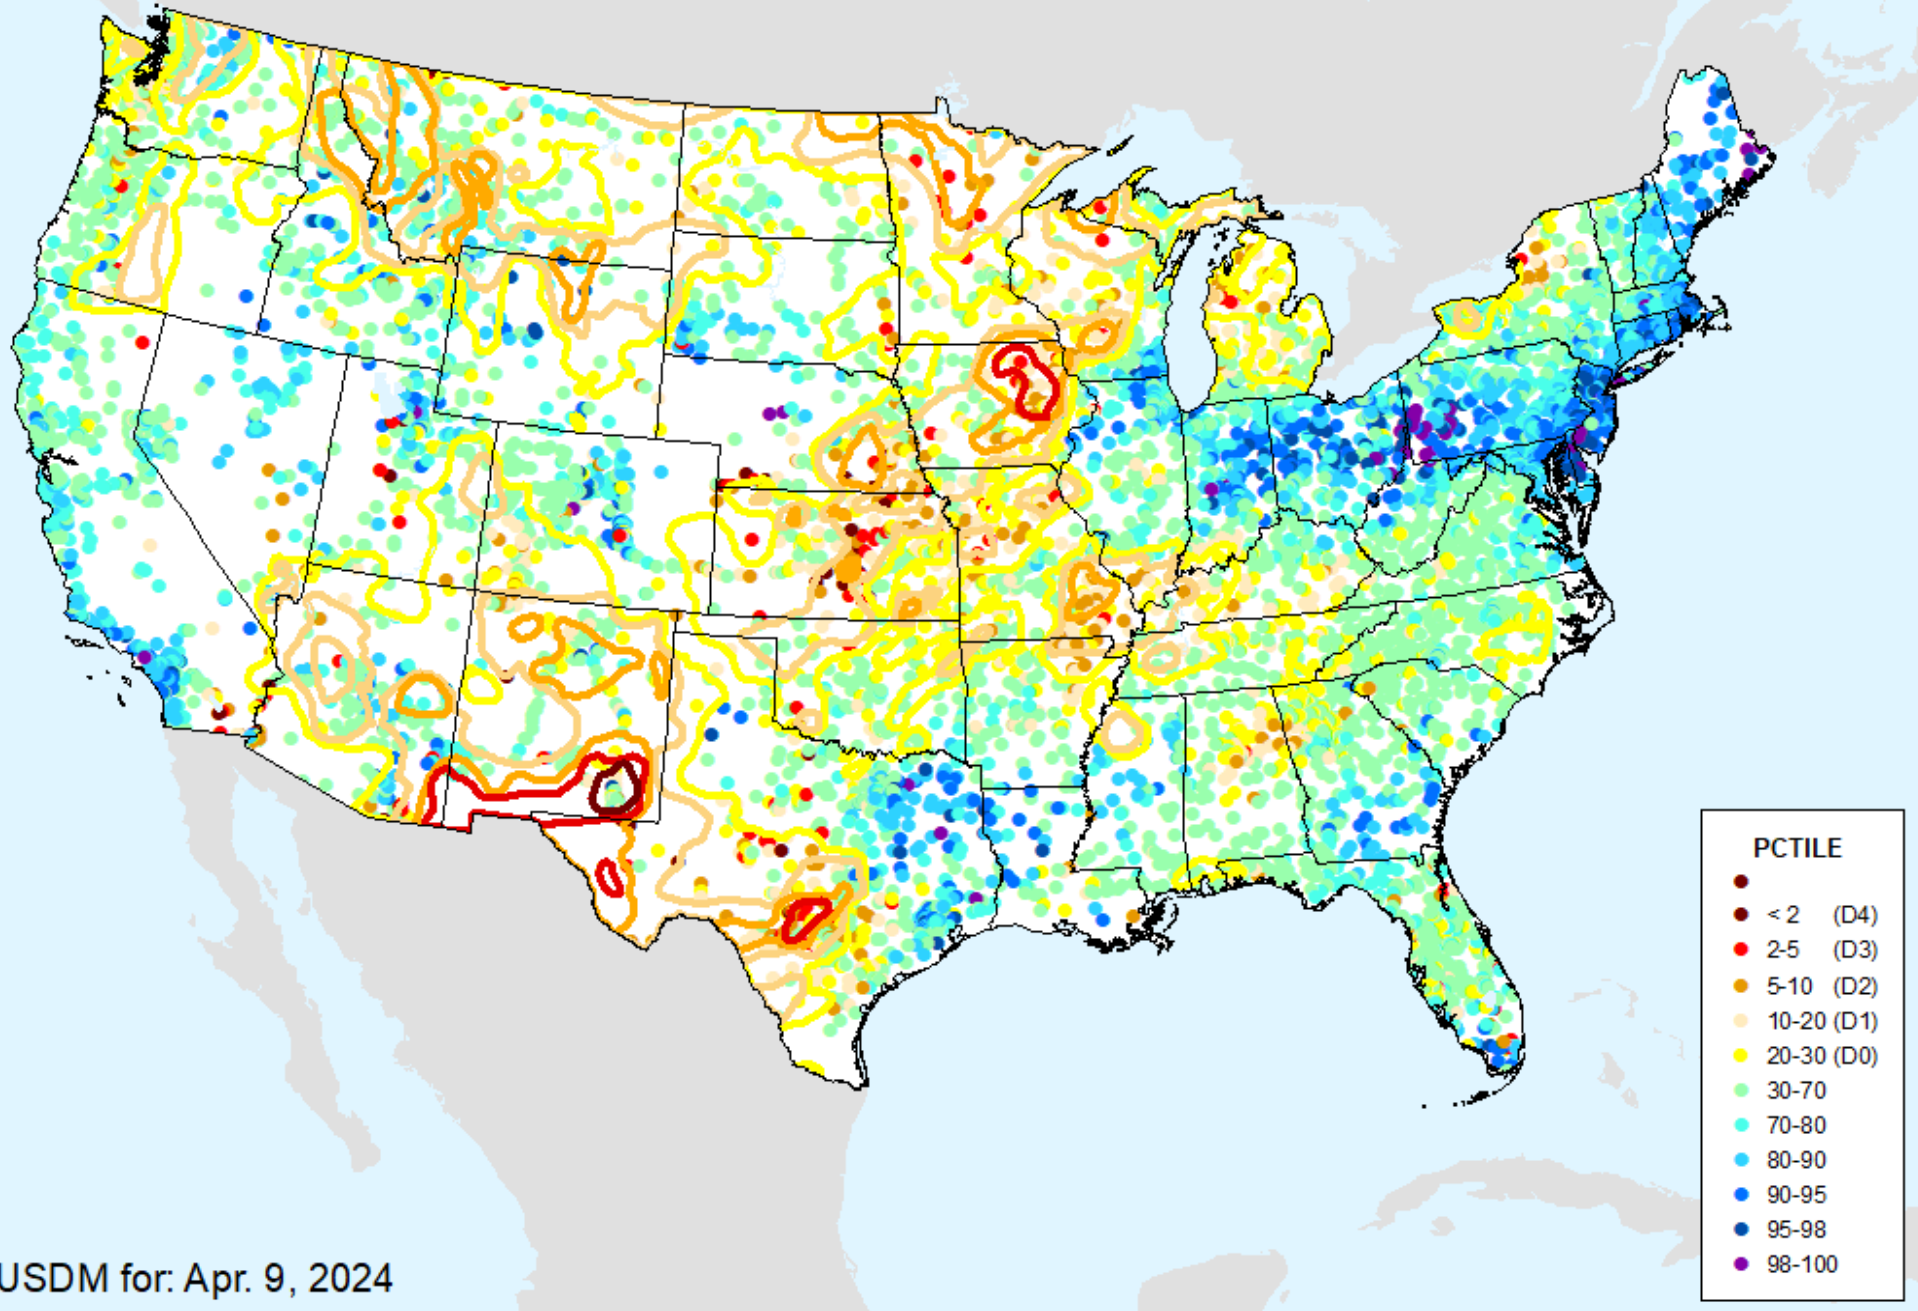 PCTILE
< 2 (D4)
2-5 (D3)
5-10 (D2)
10-20 (D1)
20-30 (D0)
30-70
70-80
80-90
90-95
95-98
98-100
USDM for: Apr. 9, 2024